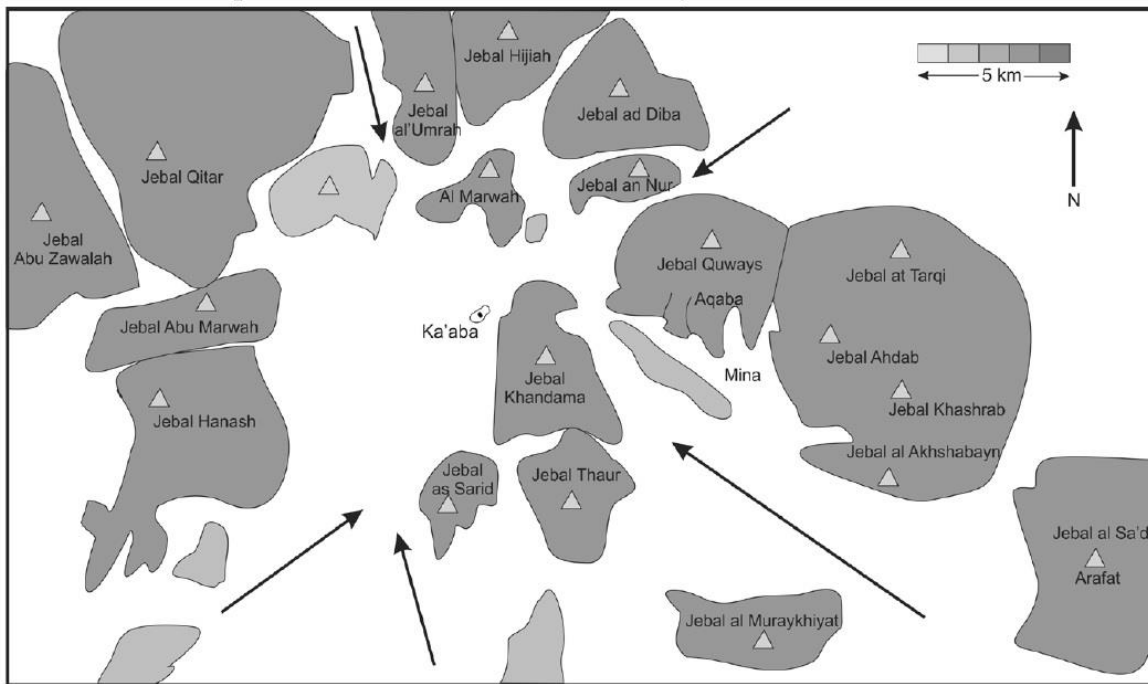 Jebal Hijiah
5 km
Jebal
al'Umrah
Jebal ad Diba
Jebal Qitar
Al Marwah
Jebal an Nur
N
Jebal
Abu Zawalah
Jebal Quways
Jebal at Tarqi
Aqaba
Jebal Abu Marwah
Ka'aba
Jebal Ahdab
Mina
Jebal
Khandama
Jebal Khashrab
Jebal Hanash
Jebal al Akhshabayn
Jebal
as Sarid
Jebal Thaur
Jebal al Sa'd
Arafat
Jebal al Muraykhiyat